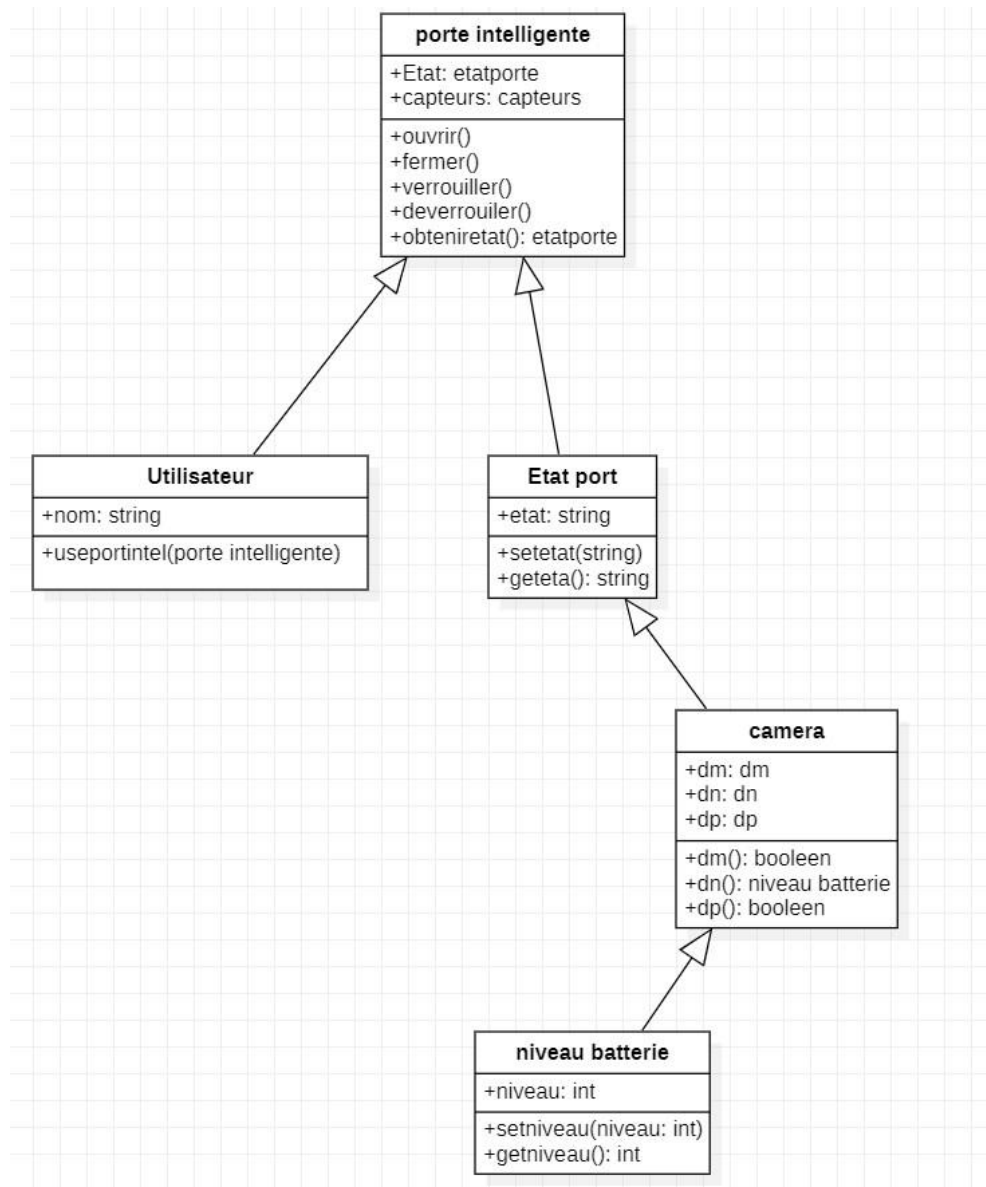 porte intelligente
+Etat: etatporte
+capteurs: capteurs
+ouvrir()
+fermer()
+verrouiller()
+deverrouiler()
+obteniretat(): etatporte
Utilisateur
+nom: string
+useportintel(porte intelligente)
Etat port
+etat: string
+setetat(string)
+geteta(): string
camera
+dm: dm
+dn: dn
+dp: dp
+dm(): booleen
+dn(): niveau batterie
+dp(): booleen
niveau batterie
+niveau: int
+setniveau(niveau: int)
+getniveau(): int